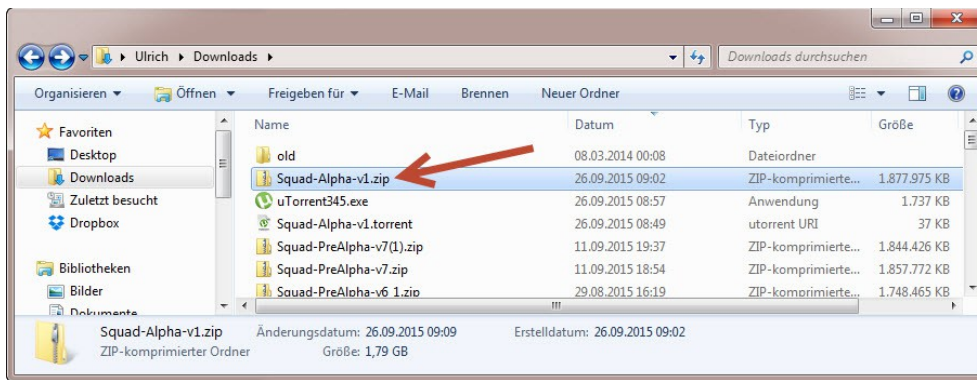 Ulrich ▸ Downloads ▸ Downloads durchsuchen
Organisieren Öffnen Freigeben für E-Mail Brennen Neuer Ordner
Favoriten
Desktop
Downloads
Zuletzt besucht
Dropbox
Bibliotheken
Bilder
Dokumente
Name Datum Typ Größe
old 08.03.2014 00:08 Dateiordner
Squad-Alpha-v1.zip 26.09.2015 09:02 ZIP-komprimierte... 1.877.975 KB
uTorrent345.exe 26.09.2015 08:57 Anwendung 1.737 KB
Squad-Alpha-v1.torrent 26.09.2015 08:49 utorrent URI 37 KB
Squad-PreAlpha-v7(1).zip 11.09.2015 19:37 ZIP-komprimierte... 1.844.426 KB
Squad-PreAlpha-v7.zip 11.09.2015 18:54 ZIP-komprimierte... 1.857.772 KB
Squad-PreAlpha-v6_1.zip 29.08.2015 16:19 ZIP-komprimierte... 1.748.465 KB
Squad-Alpha-v1.zip Änderungsdatum: 26.09.2015 09:09 Erstelldatum: 26.09.2015 09:02
ZIP-komprimierter Ordner Größe: 1,79 GB